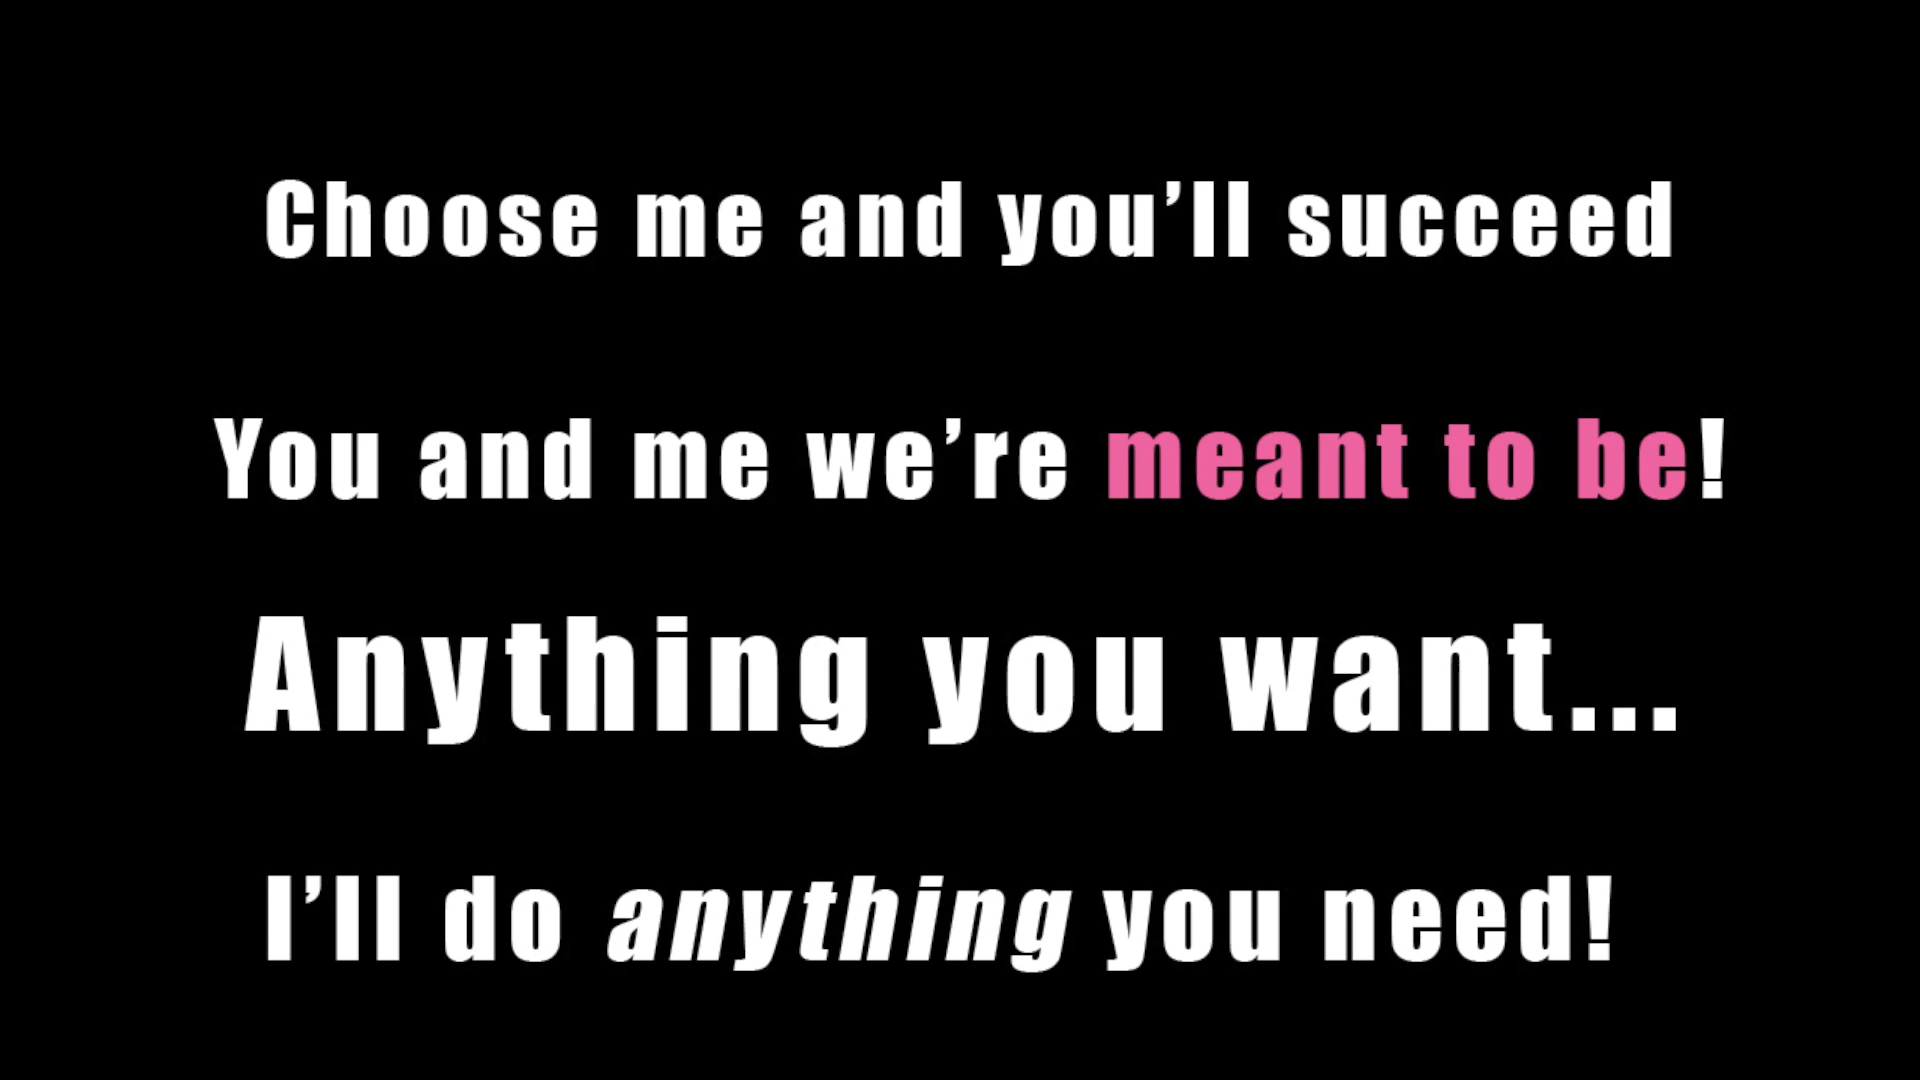 Choose me and you’ll succeed
You and me we’re meant to be!
Anything you want...
I’ll do anything you need!